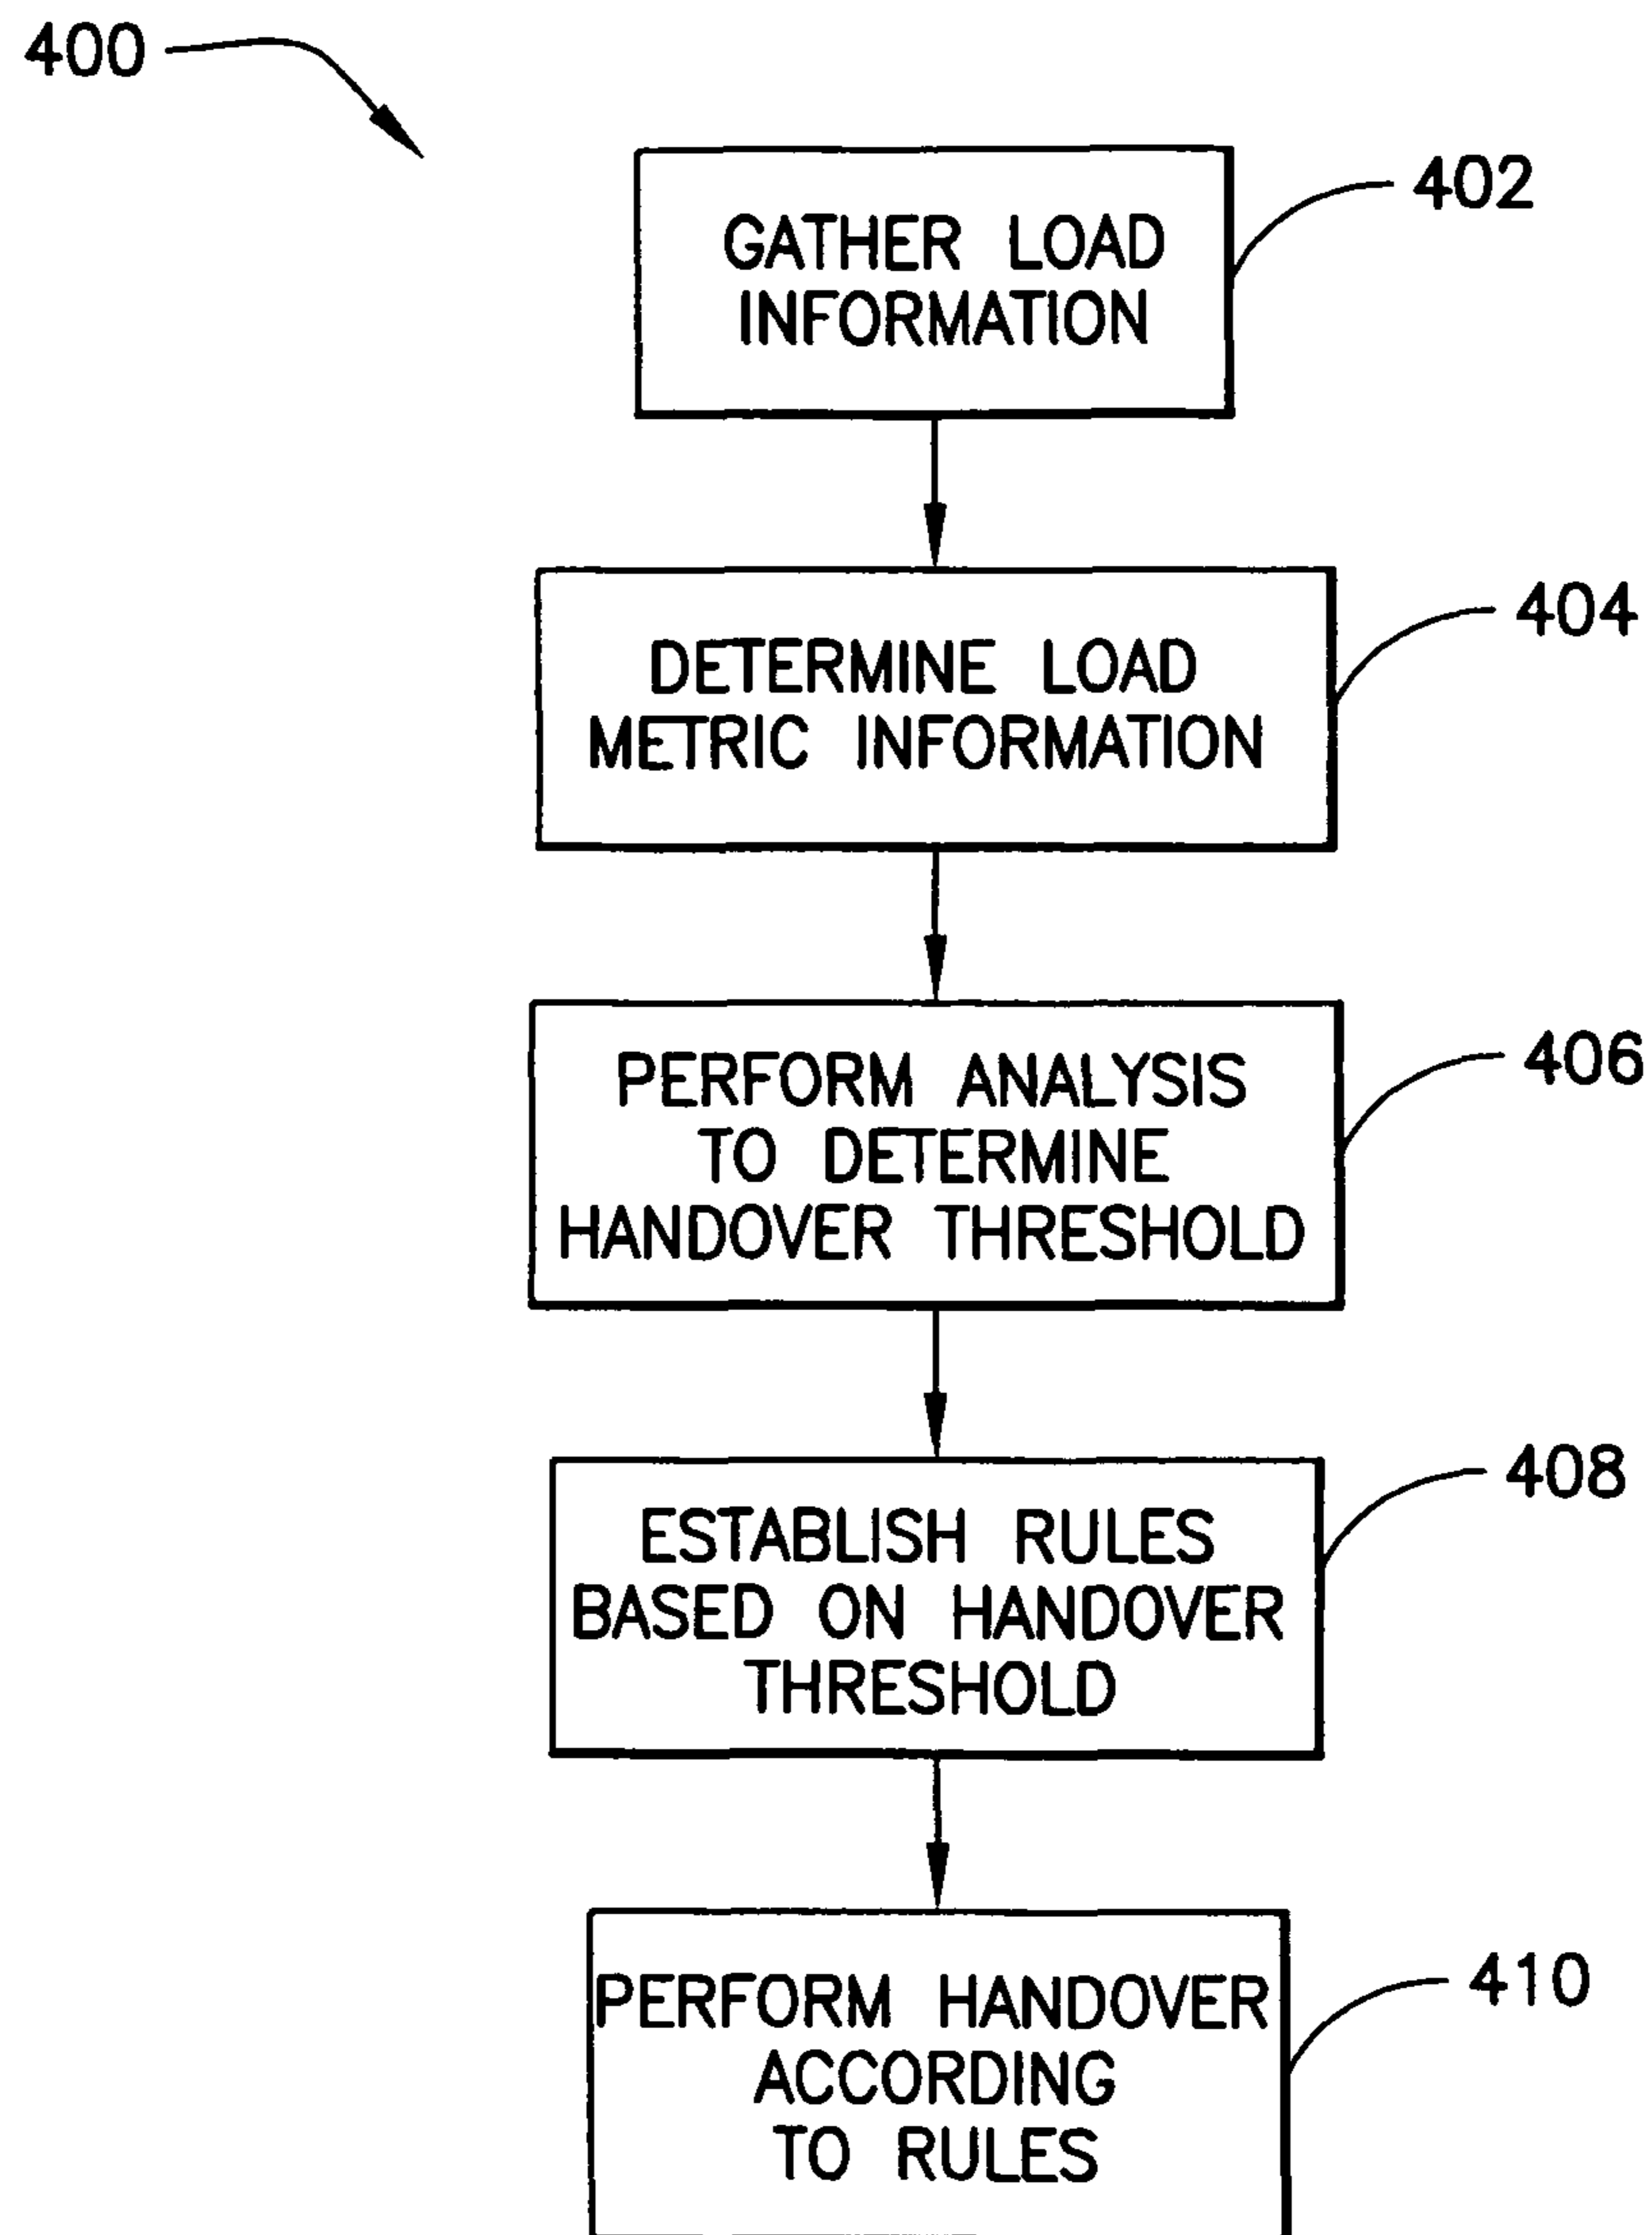 400
402
GATHER LOAD
INFORMATION
404
DETERMINE LOAD
METRIC INFORMATION
406
PERFORM ANALYSIS
TO DETERMINE
HANDOVER THRESHOLD
408
ESTABLISH RULES
BASED ON HANDOVER
THRESHOLD
410
PERFORM HANDOVER
ACCORDING
TO RULES